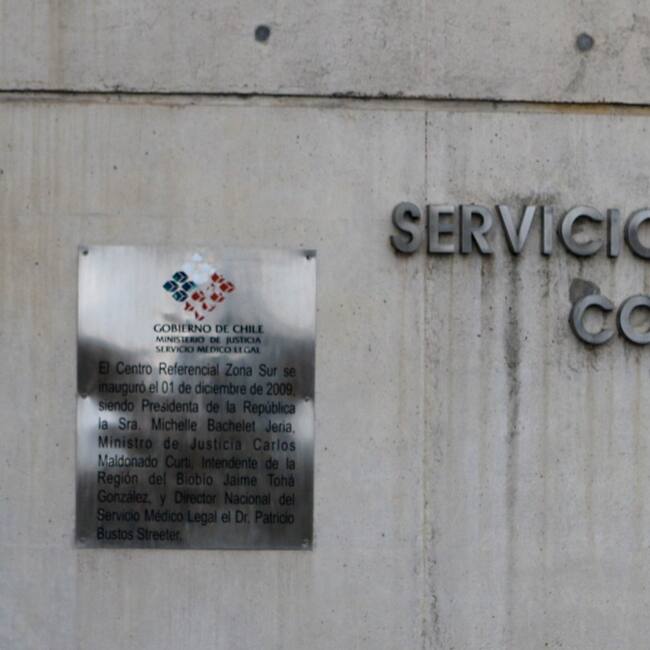 SERVICIO
CO
GOBIERNO DE CHILE
MINISTERIO DE JUSTICIA
SERVICIO MÉDICO LEGAL
El Centro Referencial Zona Sur se
inauguró el 01 de diciembre de 2009,
siendo Presidenta de la República
la Sra. Michelle Bachelet Jeria,
Ministro de Justicia Carlos
Maldonado Curti, Intendente de la
Región del Biobio Jaime Tohá
González, y Director Nacional del
Servicio Médico Legal el Dr. Patricio
Bustos Streeter.